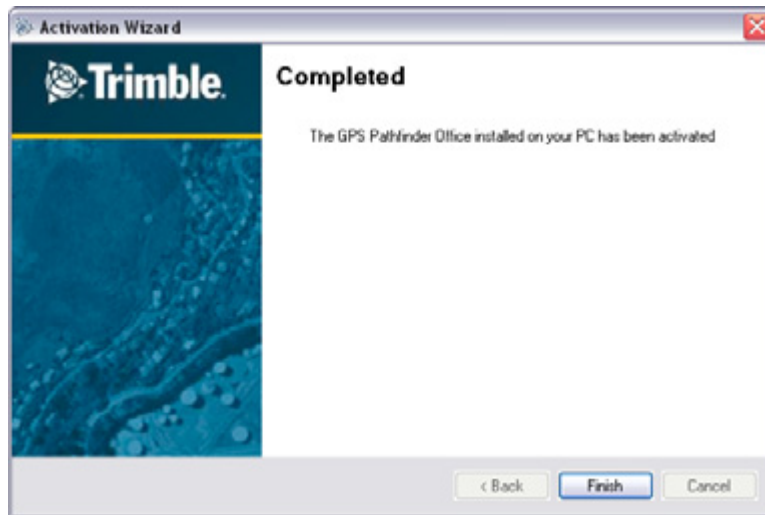 Activation Wizard
Trimble.
Completed
The GPS Pathfinder Office installed on your PC has been activated
< Back
Finish
Cancel